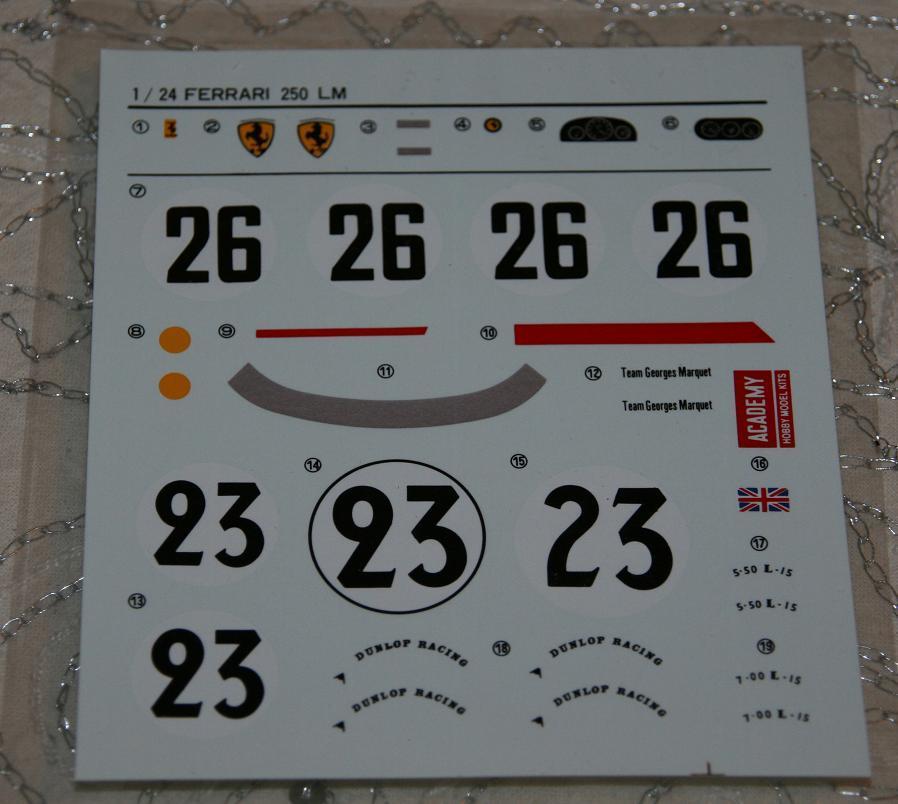 1/24 FERRARI 250 LM
① ② ③ ④ ⑤ ⑥
⑦
26 26 26 26
⑧ ⑨ ⑩
⑪ ⑫ Team Georges Marquet
Team Georges Marquet
ACADEMY
HOBBY MODEL KITS
⑭ ⑮ ⑯
23 23 23
⑰
5·50 L-15
5·50 L-15
⑬
23
DUNLOP RACING ⑱ DUNLOP RACING
DUNLOP RACING DUNLOP RACING
⑲
7·00 L-15
7·00 L-15